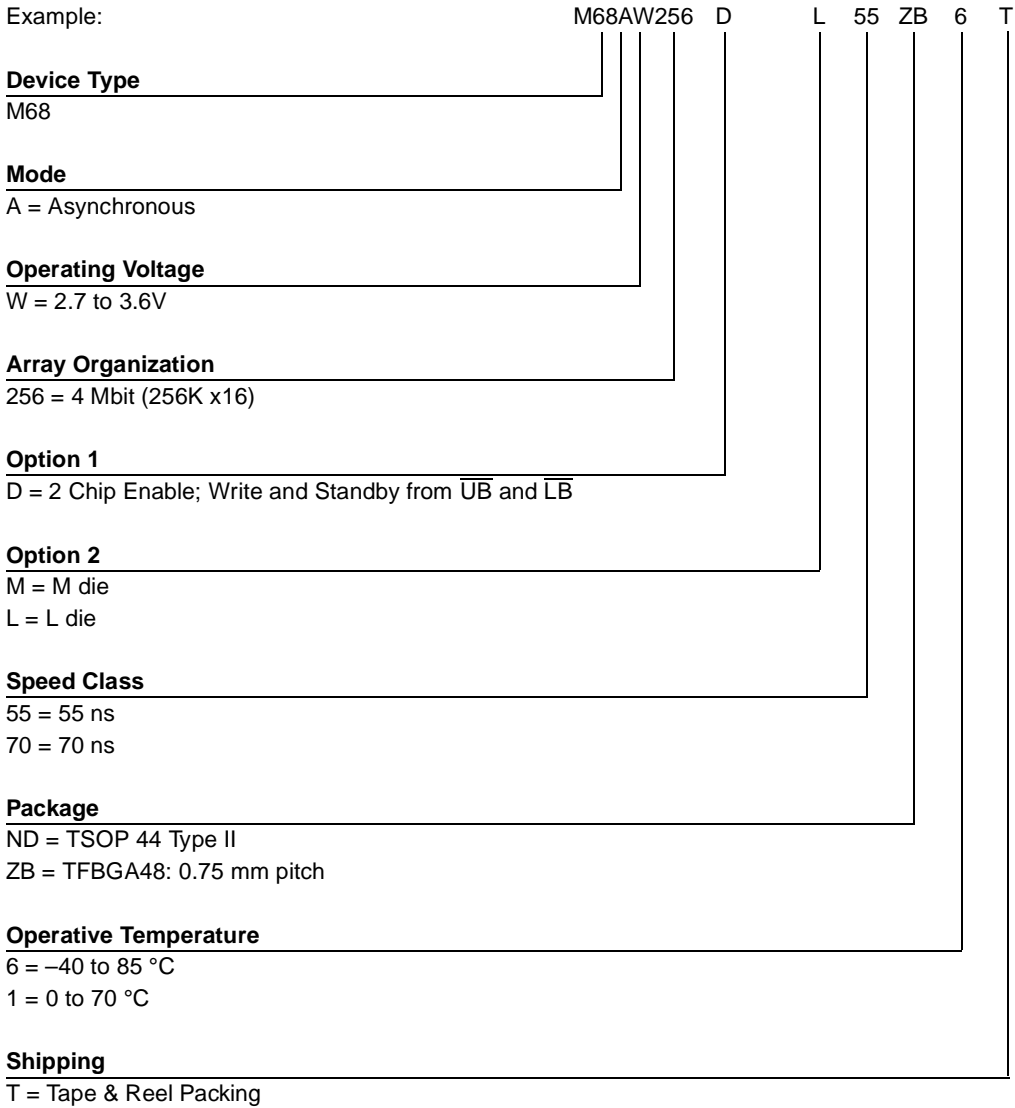 Example: M68AW256 D L 55 ZB 6 T
Device Type
M68
Mode
A = Asynchronous
Operating Voltage
W = 2.7 to 3.6V
Array Organization
256 = 4 Mbit (256K x16)
Option 1
D = 2 Chip Enable; Write and Standby from U̅B̅ and L̅B̅
Option 2
M = M die
L = L die
Speed Class
55 = 55 ns
70 = 70 ns
Package
ND = TSOP 44 Type II
ZB = TFBGA48: 0.75 mm pitch
Operative Temperature
6 = –40 to 85 °C
1 = 0 to 70 °C
Shipping
T = Tape & Reel Packing